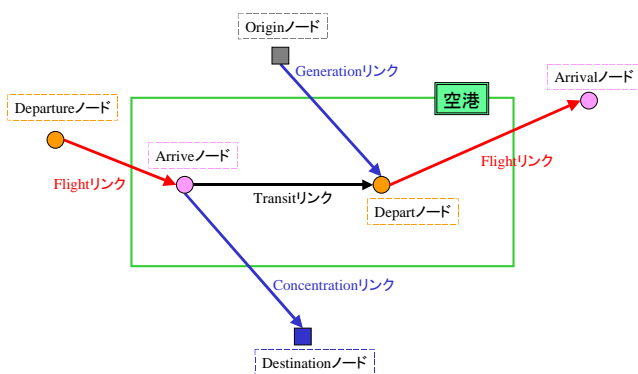 Originノード
Generationリンク
Arrivalノード
空港
Departureノード
Arriveノード
Flightリンク
Flightリンク
Transitリンク
Departノード
Concentrationリンク
Destinationノード